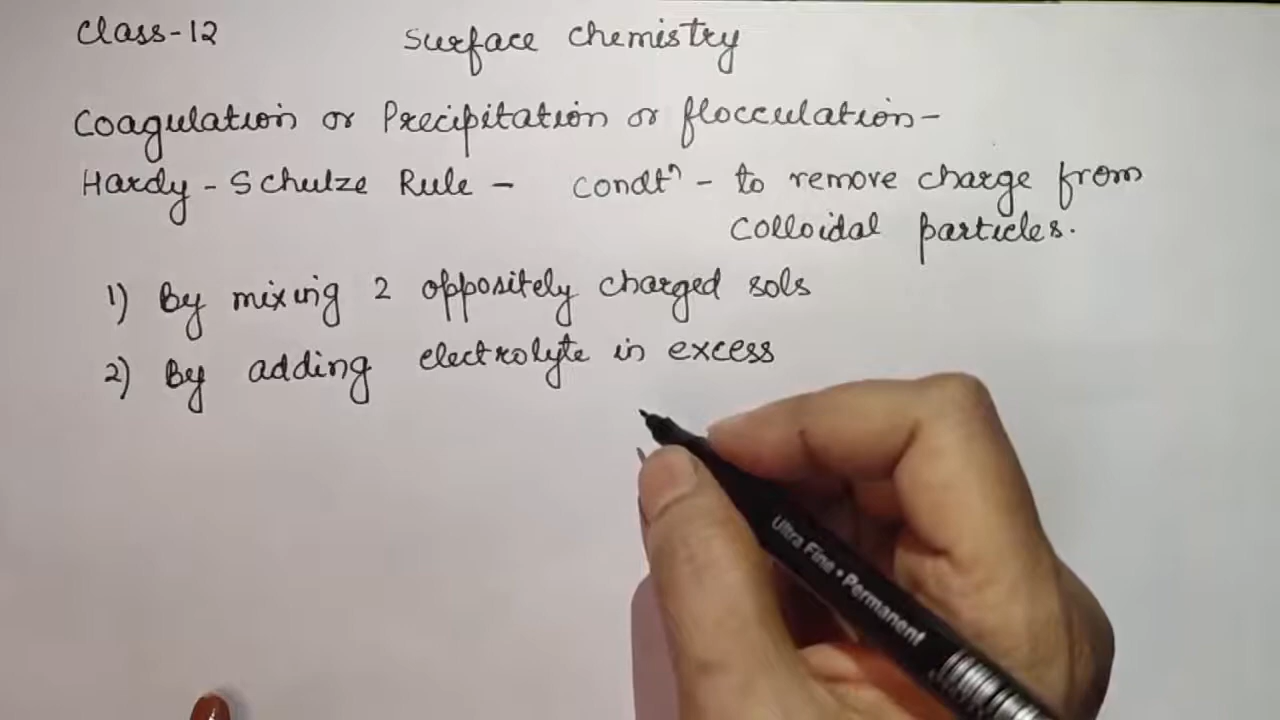 Class-12 Surface Chemistry
Coagulation or Precipitation or flocculation-
Hardy-Schulze Rule - condtⁿ - to remove charge from
colloidal particles.
1) By mixing 2 oppositely charged sols
2) By adding electrolyte in excess
Ultra Fine • Permanent